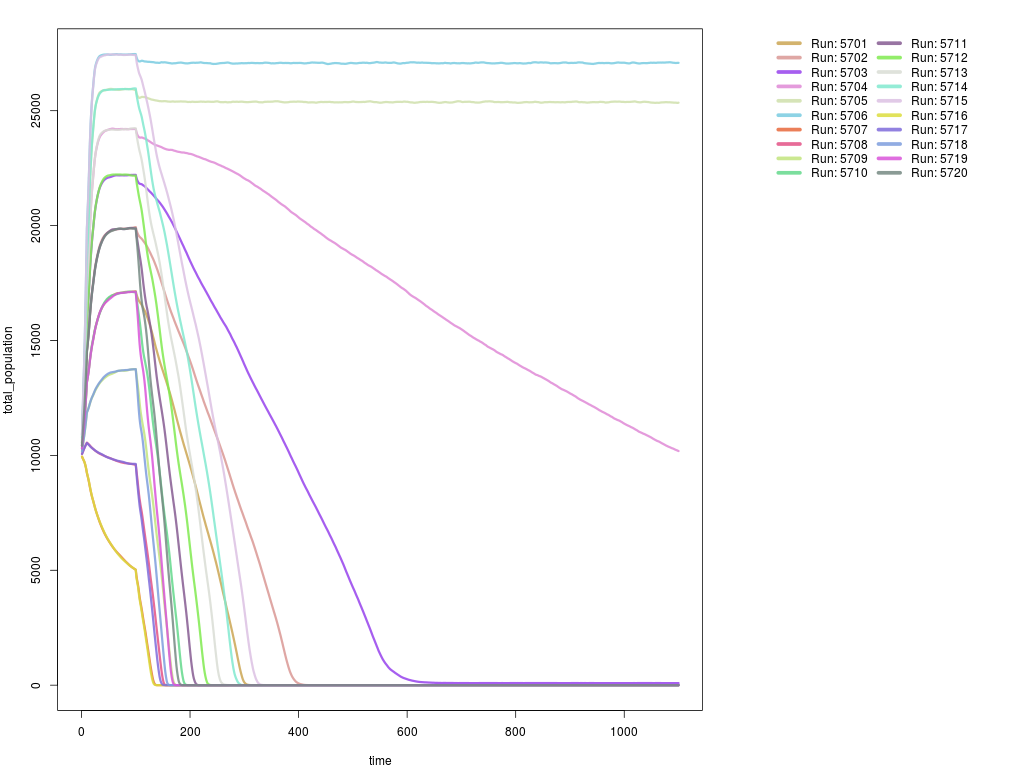 total_population
25000
20000
15000
10000
5000
0
0 200 400 600 800 1000
time
Run: 5701 Run: 5711
Run: 5702 Run: 5712
Run: 5703 Run: 5713
Run: 5704 Run: 5714
Run: 5705 Run: 5715
Run: 5706 Run: 5716
Run: 5707 Run: 5717
Run: 5708 Run: 5718
Run: 5709 Run: 5719
Run: 5710 Run: 5720